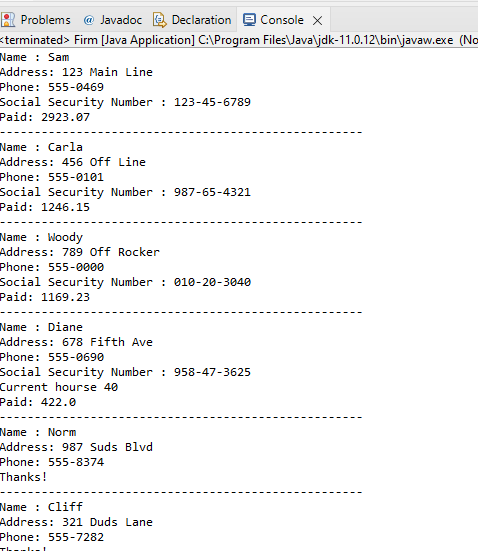 Problems @ Javadoc Declaration Console
<terminated> Firm [Java Application] C:\Program Files\Java\jdk-11.0.12\bin\javaw.exe (No
Name : Sam
Address: 123 Main Line
Phone: 555-0469
Social Security Number : 123-45-6789
Paid: 2923.07
----------------------------------------------------
Name : Carla
Address: 456 Off Line
Phone: 555-0101
Social Security Number : 987-65-4321
Paid: 1246.15
----------------------------------------------------
Name : Woody
Address: 789 Off Rocker
Phone: 555-0000
Social Security Number : 010-20-3040
Paid: 1169.23
----------------------------------------------------
Name : Diane
Address: 678 Fifth Ave
Phone: 555-0690
Social Security Number : 958-47-3625
Current hourse 40
Paid: 422.0
----------------------------------------------------
Name : Norm
Address: 987 Suds Blvd
Phone: 555-8374
Thanks!
----------------------------------------------------
Name : Cliff
Address: 321 Duds Lane
Phone: 555-7282
Thanks!